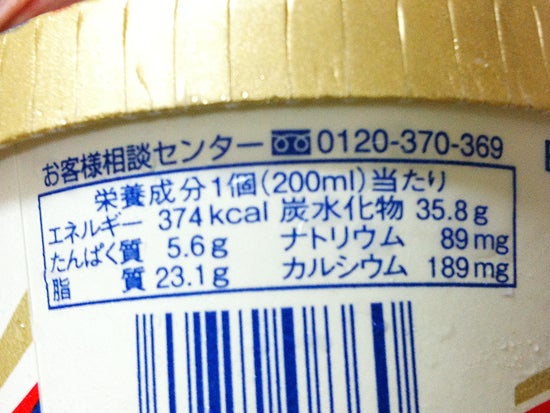 お客様相談センター 0120-370-369
栄養成分1個(200ml)当たり
エネルギー 374kcal 炭水化物 35.8g
たんぱく質 5.6g ナトリウム 89mg
脂質 23.1g カルシウム 189mg